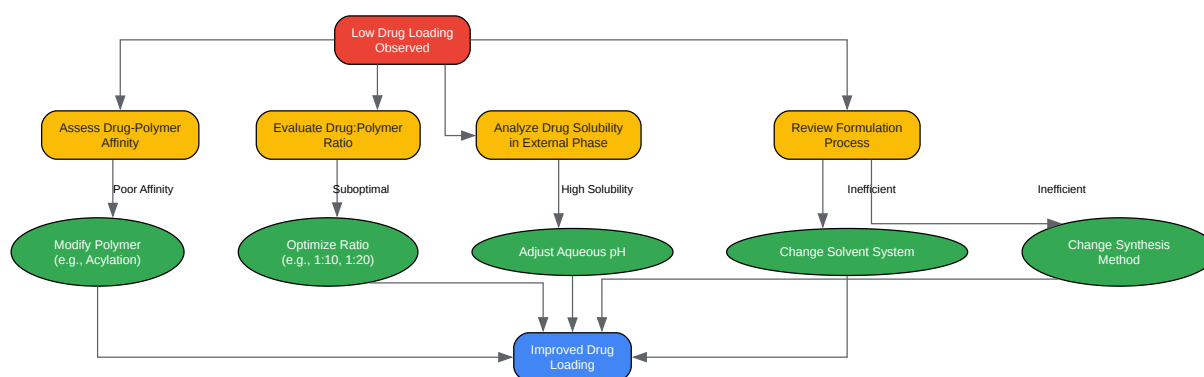 Low Drug Loading
Observed
Assess Drug-Polymer
Affinity
Evaluate Drug:Polymer
Ratio
Analyze Drug Solubility
in External Phase
Review Formulation
Process
Poor Affinity
Suboptimal
High Solubility
Inefficient
Inefficient
Modify Polymer
(e.g., Acylation)
Optimize Ratio
(e.g., 1:10, 1:20)
Adjust Aqueous pH
Change Solvent System
Change Synthesis
Method
Improved Drug
Loading